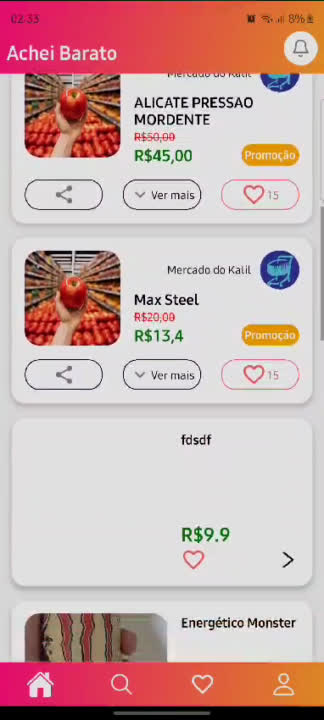 02:33
8%
Achei Barato
Mercado do Kalil
ALICATE PRESSAO
MORDENTE
R$50,00
R$45,00
Promoção
Ver mais
15
Mercado do Kalil
Max Steel
R$20,00
R$13,4
Promoção
Ver mais
15
fdsdf
R$9.9
Energético Monster